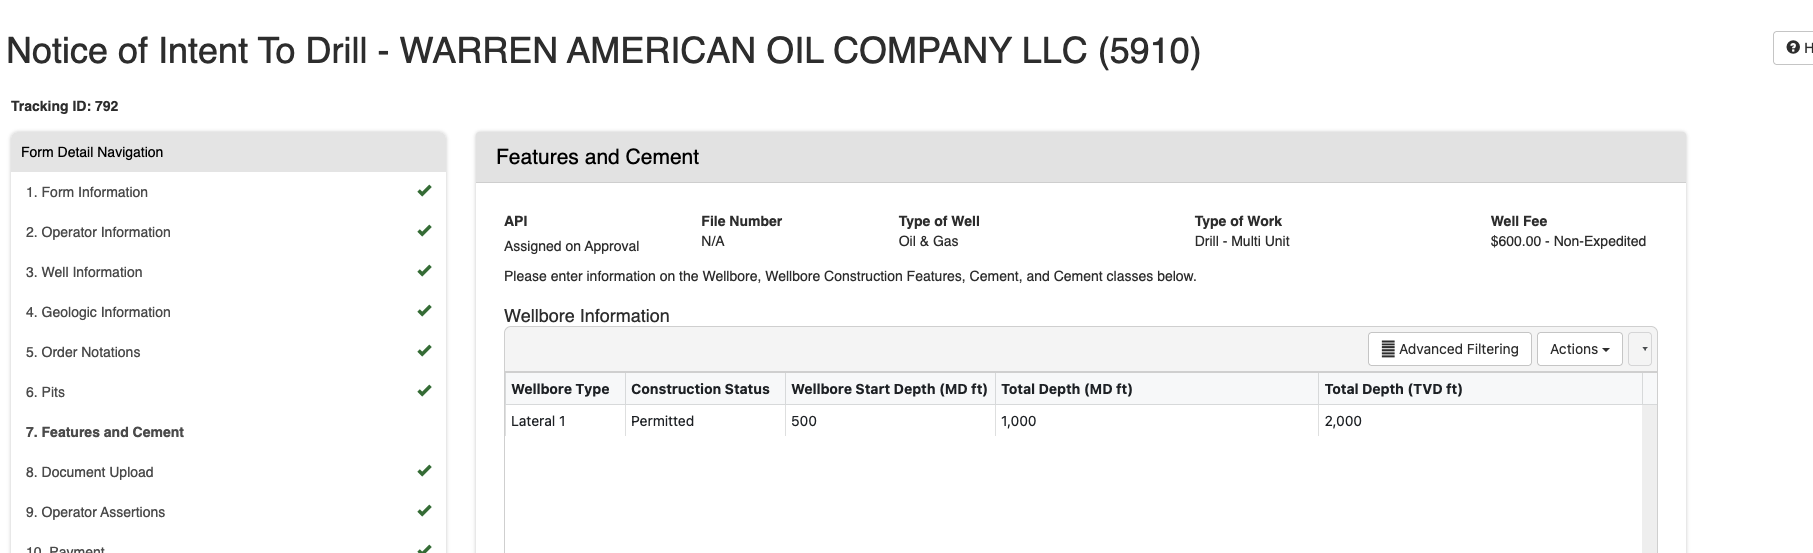 Notice of Intent To Drill - WARREN AMERICAN OIL COMPANY LLC (5910)
H
Tracking ID: 792
Form Detail Navigation
1. Form Information
2. Operator Information
3. Well Information
4. Geologic Information
5. Order Notations
6. Pits
7. Features and Cement
8. Document Upload
9. Operator Assertions
10. Payment
Features and Cement
API File Number Type of Well Type of Work Well Fee
Assigned on Approval N/A Oil & Gas Drill - Multi Unit $600.00 - Non-Expedited
Please enter information on the Wellbore, Wellbore Construction Features, Cement, and Cement classes below.
Wellbore Information
Advanced Filtering Actions
Wellbore Type Construction Status Wellbore Start Depth (MD ft) Total Depth (MD ft) Total Depth (TVD ft)
Lateral 1 Permitted 500 1,000 2,000